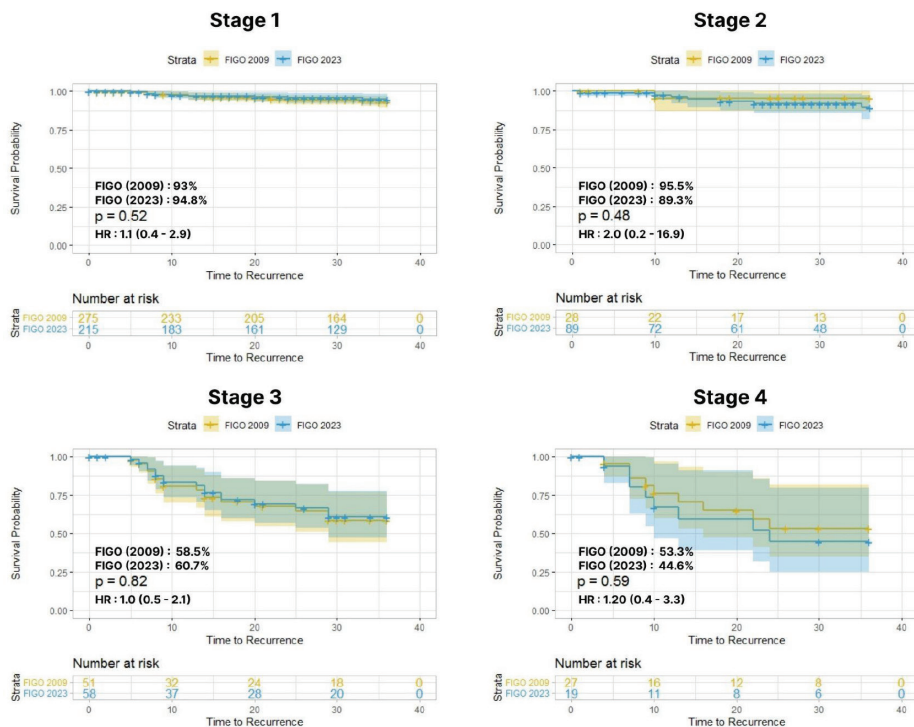 Stage 1
Strata FIGO 2009 FIGO 2023
Survival Probability
1.00
0.75
0.50
0.25
0.00
FIGO (2009) : 93%
FIGO (2023) : 94.8%
p = 0.52
HR : 1.1 (0.4 - 2.9)
0 10 20 30 40
Time to Recurrence
Number at risk
Strata
FIGO 2009 275 233 205 164 0
FIGO 2023 215 183 161 129 0
0 10 20 30 40
Time to Recurrence
Stage 2
Strata FIGO 2009 FIGO 2023
Survival Probability
1.00
0.75
0.50
0.25
0.00
FIGO (2009) : 95.5%
FIGO (2023) : 89.3%
p = 0.48
HR : 2.0 (0.2 - 16.9)
0 10 20 30 40
Time to Recurrence
Number at risk
Strata
FIGO 2009 28 22 17 13 0
FIGO 2023 89 72 61 48 0
0 10 20 30 40
Time to Recurrence
Stage 3
Strata FIGO 2009 FIGO 2023
Survival Probability
1.00
0.75
0.50
0.25
0.00
FIGO (2009) : 58.5%
FIGO (2023) : 60.7%
p = 0.82
HR : 1.0 (0.5 - 2.1)
0 10 20 30 40
Time to Recurrence
Number at risk
Strata
FIGO 2009 51 32 24 18 0
FIGO 2023 58 37 28 20 0
0 10 20 30 40
Time to Recurrence
Stage 4
Strata FIGO 2009 FIGO 2023
Survival Probability
1.00
0.75
0.50
0.25
0.00
FIGO (2009) : 53.3%
FIGO (2023) : 44.6%
p = 0.59
HR : 1.20 (0.4 - 3.3)
0 10 20 30 40
Time to Recurrence
Number at risk
Strata
FIGO 2009 27 16 12 8 0
FIGO 2023 19 11 8 6 0
0 10 20 30 40
Time to Recurrence